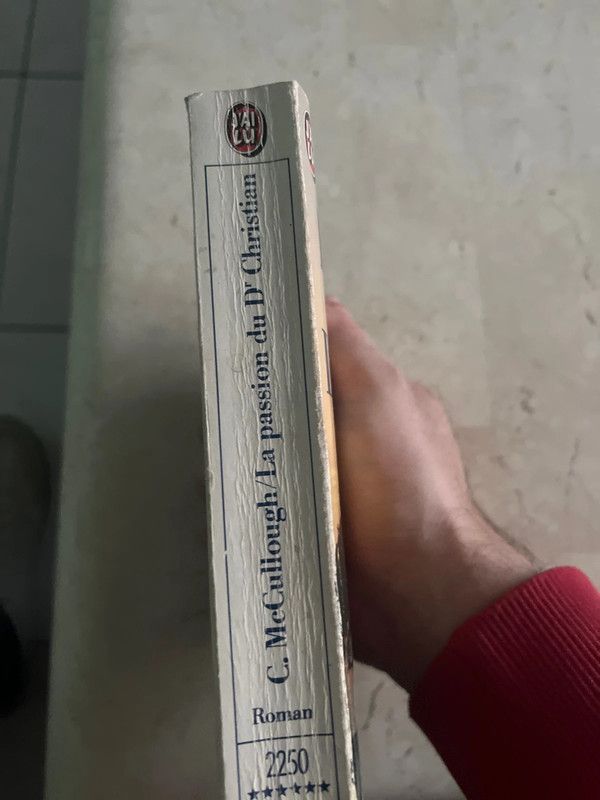 J'AI
LU
C. McCullough/La passion du Dr Christian
Roman
2250
★★★★★★